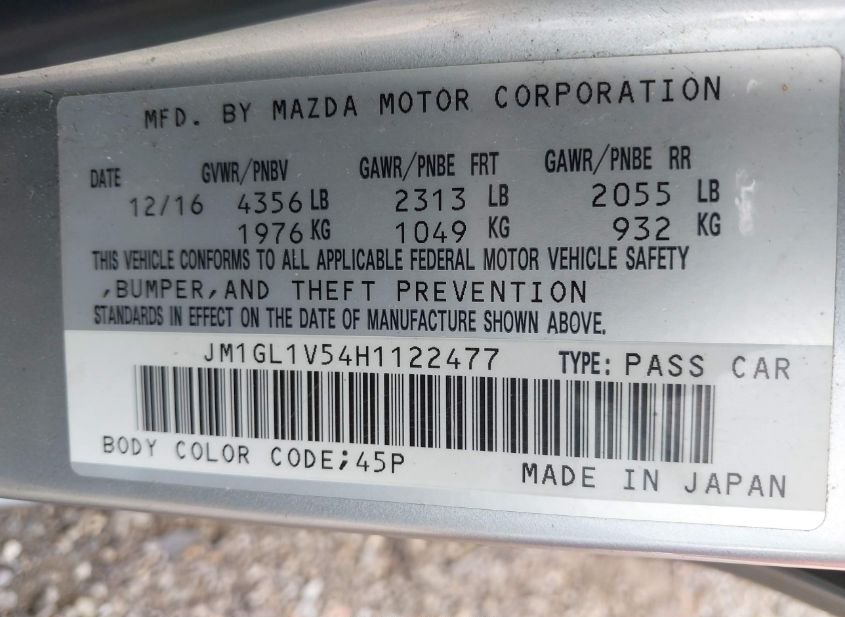 MFD. BY MAZDA MOTOR CORPORATION
DATE GVWR/PNBV GAWR/PNBE FRT GAWR/PNBE RR
12/16 4356 LB 2313 LB 2055 LB
1976 KG 1049 KG 932 KG
THIS VEHICLE CONFORMS TO ALL APPLICABLE FEDERAL MOTOR VEHICLE SAFETY
,BUMPER,AND THEFT PREVENTION
STANDARDS IN EFFECT ON THE DATE OF MANUFACTURE SHOWN ABOVE.
JM1GL1V54H1122477 TYPE: PASS CAR
BODY COLOR CODE;45P
MADE IN JAPAN